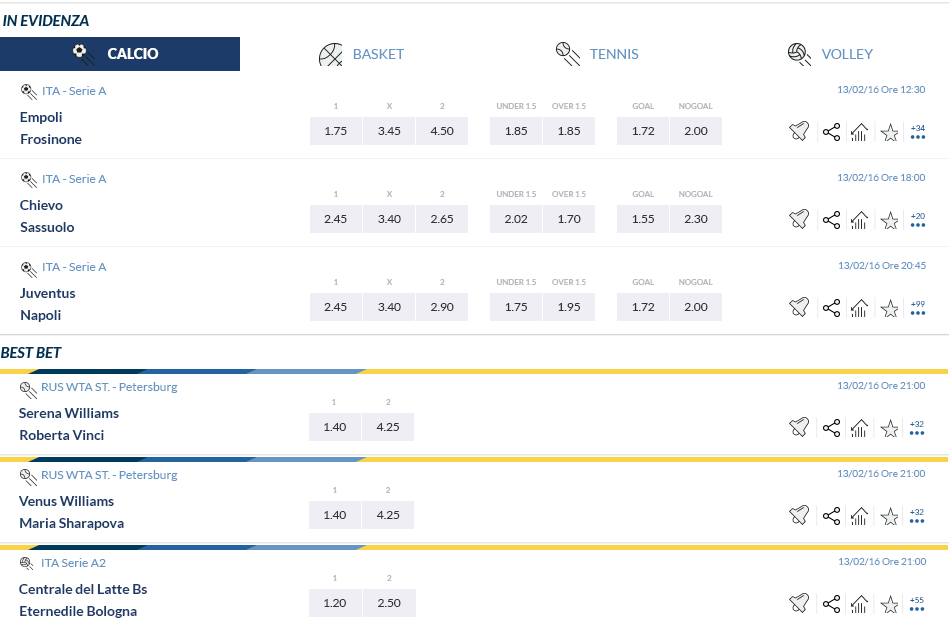 IN EVIDENZA
CALCIO BASKET TENNIS VOLLEY
ITA - Serie A 13/02/16 Ore 12:30
1 X 2 UNDER 1.5 OVER 1.5 GOAL NOGOAL
Empoli
1.75 3.45 4.50 1.85 1.85 1.72 2.00 +34
Frosinone
ITA - Serie A 13/02/16 Ore 18:00
1 X 2 UNDER 1.5 OVER 1.5 GOAL NOGOAL
Chievo
2.45 3.40 2.65 2.02 1.70 1.55 2.30 +20
Sassuolo
ITA - Serie A 13/02/16 Ore 20:45
1 X 2 UNDER 1.5 OVER 1.5 GOAL NOGOAL
Juventus
2.45 3.40 2.90 1.75 1.95 1.72 2.00 +99
Napoli
BEST BET
RUS WTA ST. - Petersburg 13/02/16 Ore 21:00
1 2
Serena Williams
1.40 4.25 +32
Roberta Vinci
RUS WTA ST. - Petersburg 13/02/16 Ore 21:00
1 2
Venus Williams
1.40 4.25 +32
Maria Sharapova
ITA Serie A2 13/02/16 Ore 21:00
1 2
Centrale del Latte Bs
1.20 2.50 +55
Eternedile Bologna